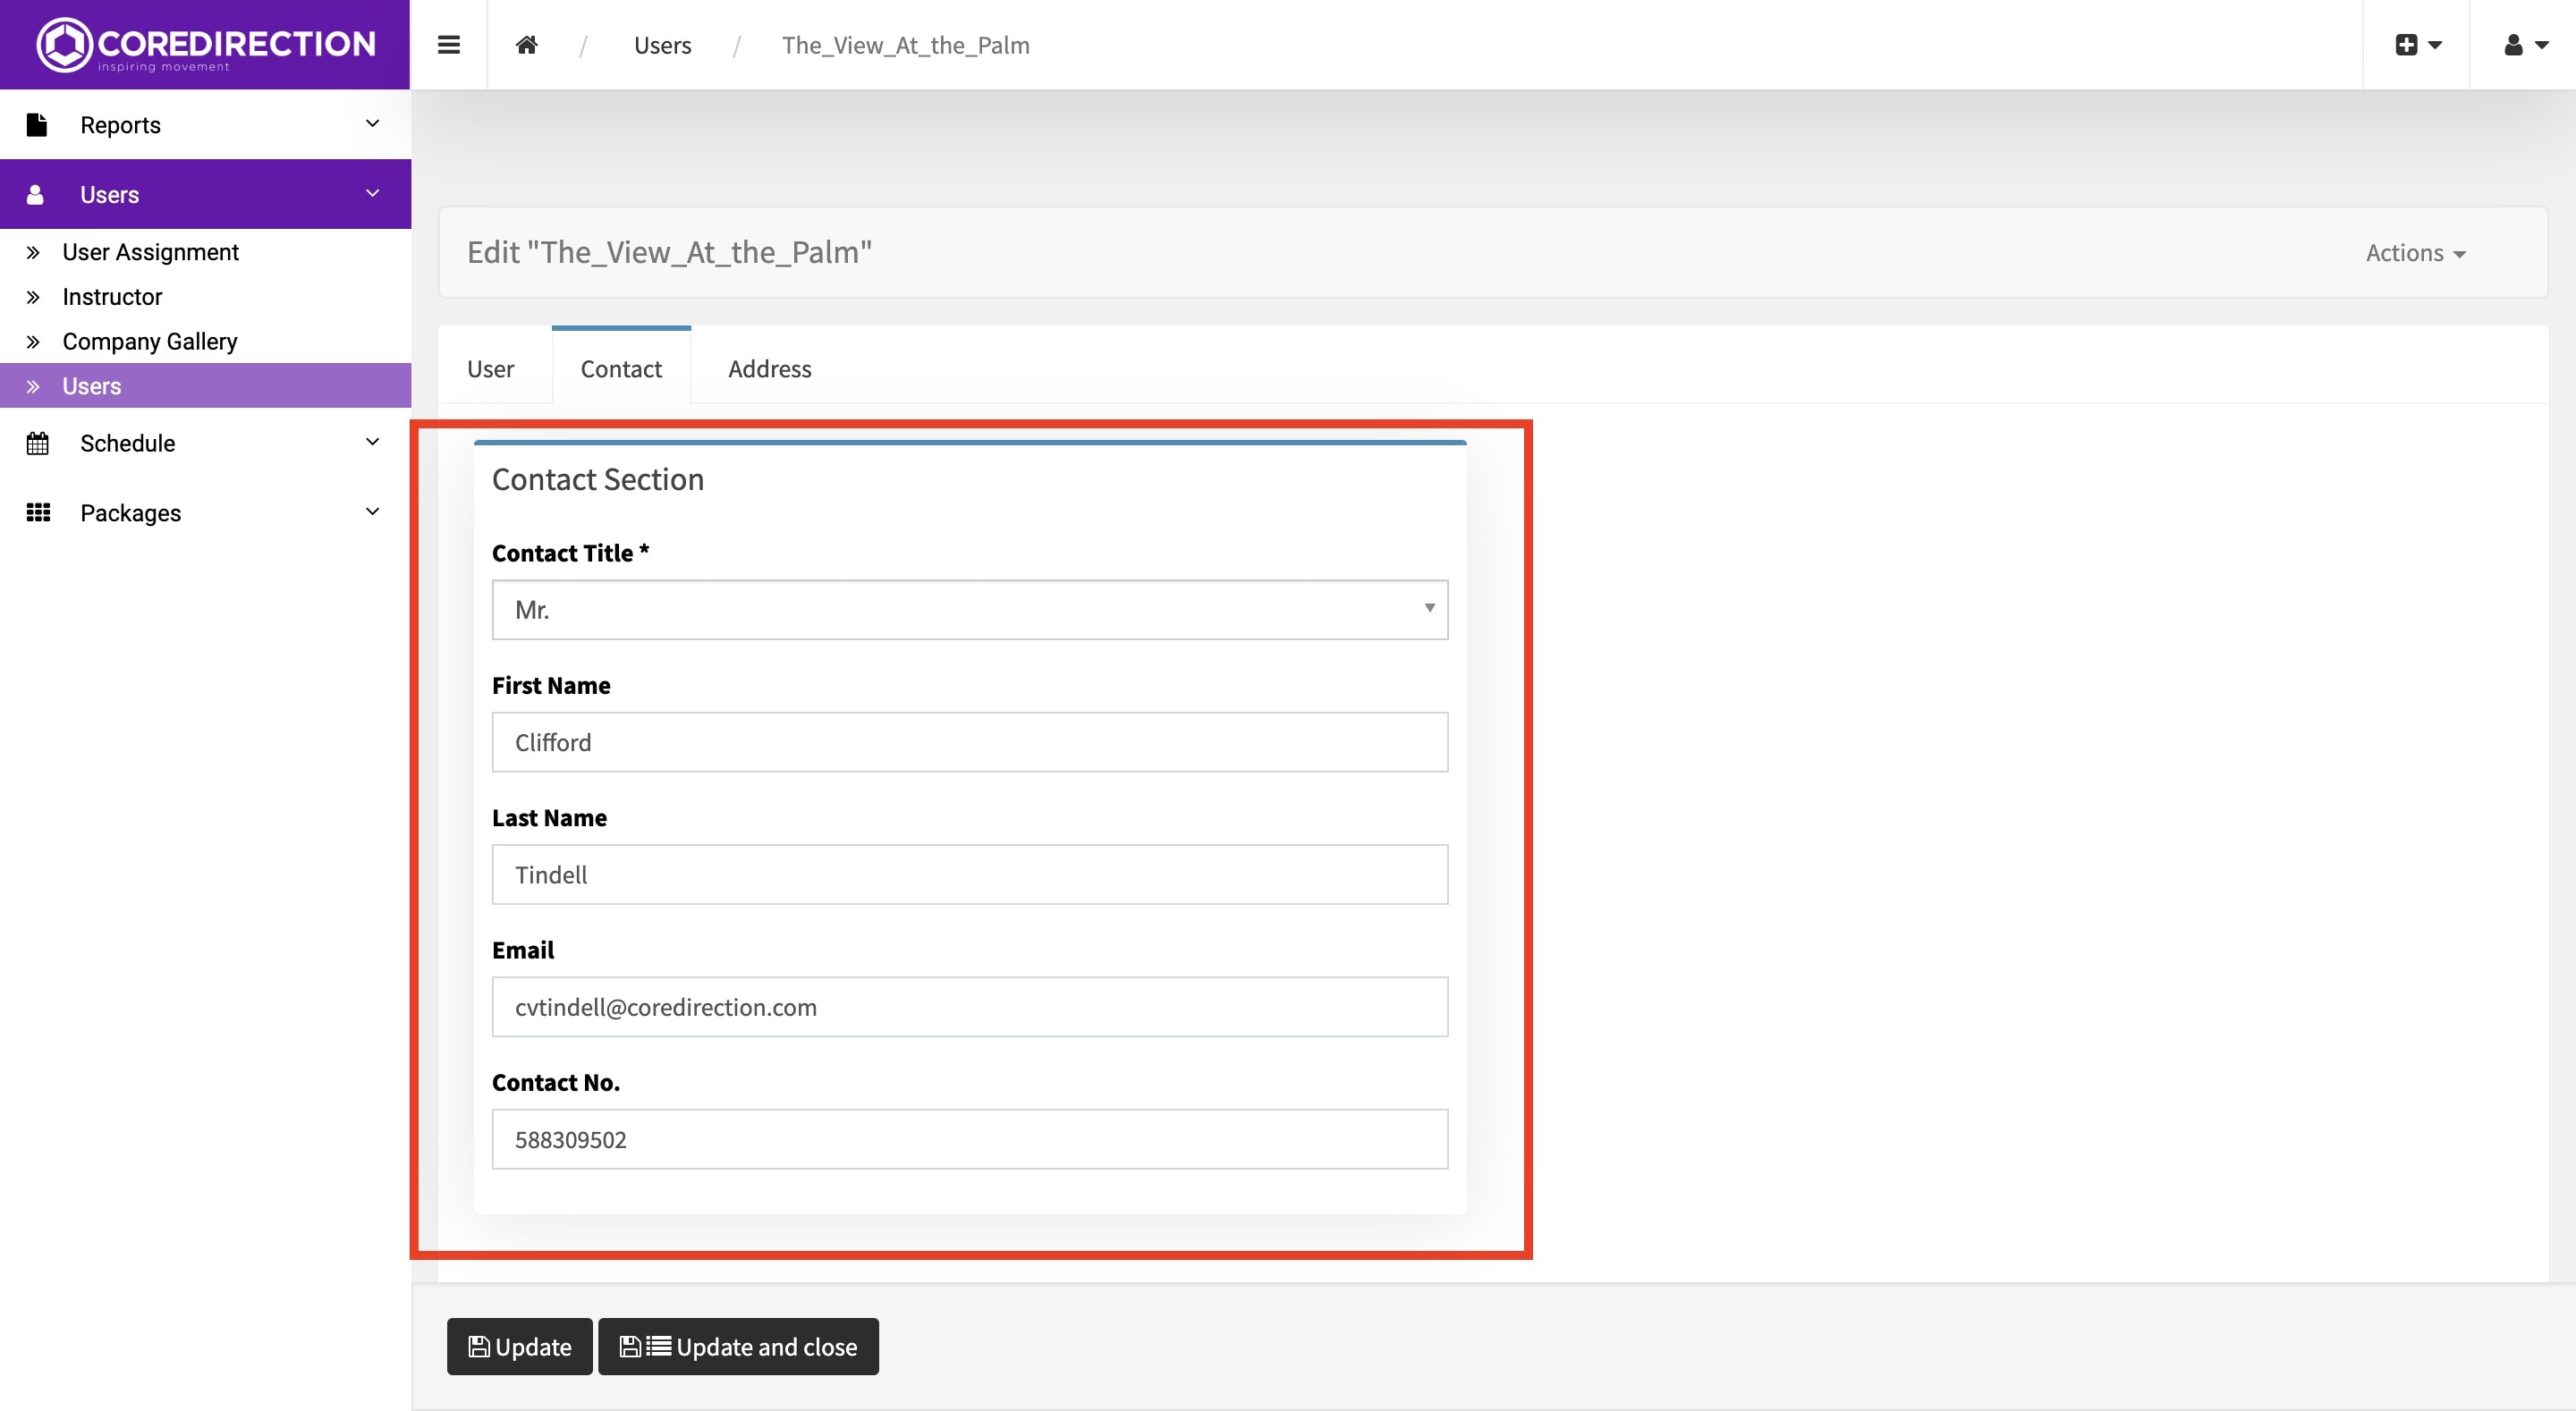 COREDIRECTION
inspiring movement
/ Users / The_View_At_the_Palm
Reports
Users
User Assignment
Instructor
Company Gallery
Users
Schedule
Packages
Edit "The_View_At_the_Palm"
Actions
User Contact Address
Contact Section
Contact Title *
Mr.
First Name
Clifford
Last Name
Tindell
Email
cvtindell@coredirection.com
Contact No.
588309502
Update Update and close